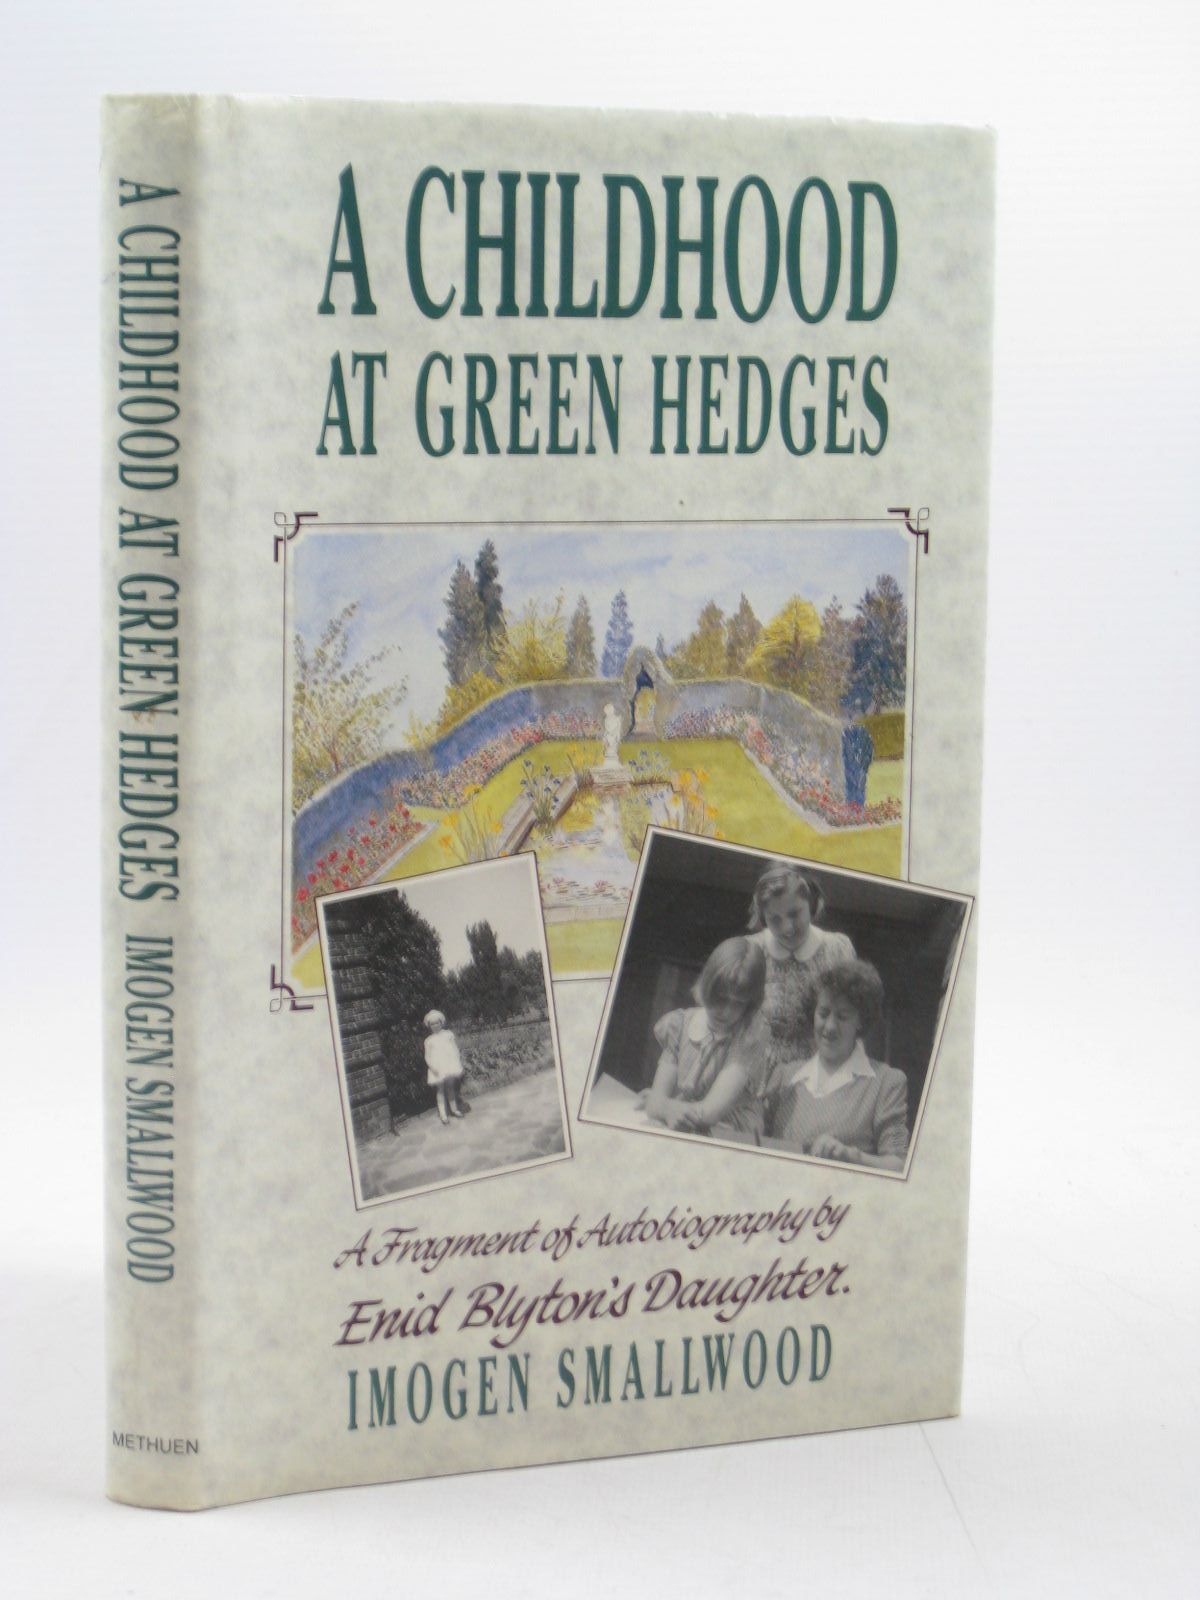 A CHILDHOOD AT GREEN HEDGES IMOGEN SMALLWOOD
METHUEN
A CHILDHOOD
AT GREEN HEDGES
A Fragment of Autobiography by
Enid Blyton's Daughter.
IMOGEN SMALLWOOD